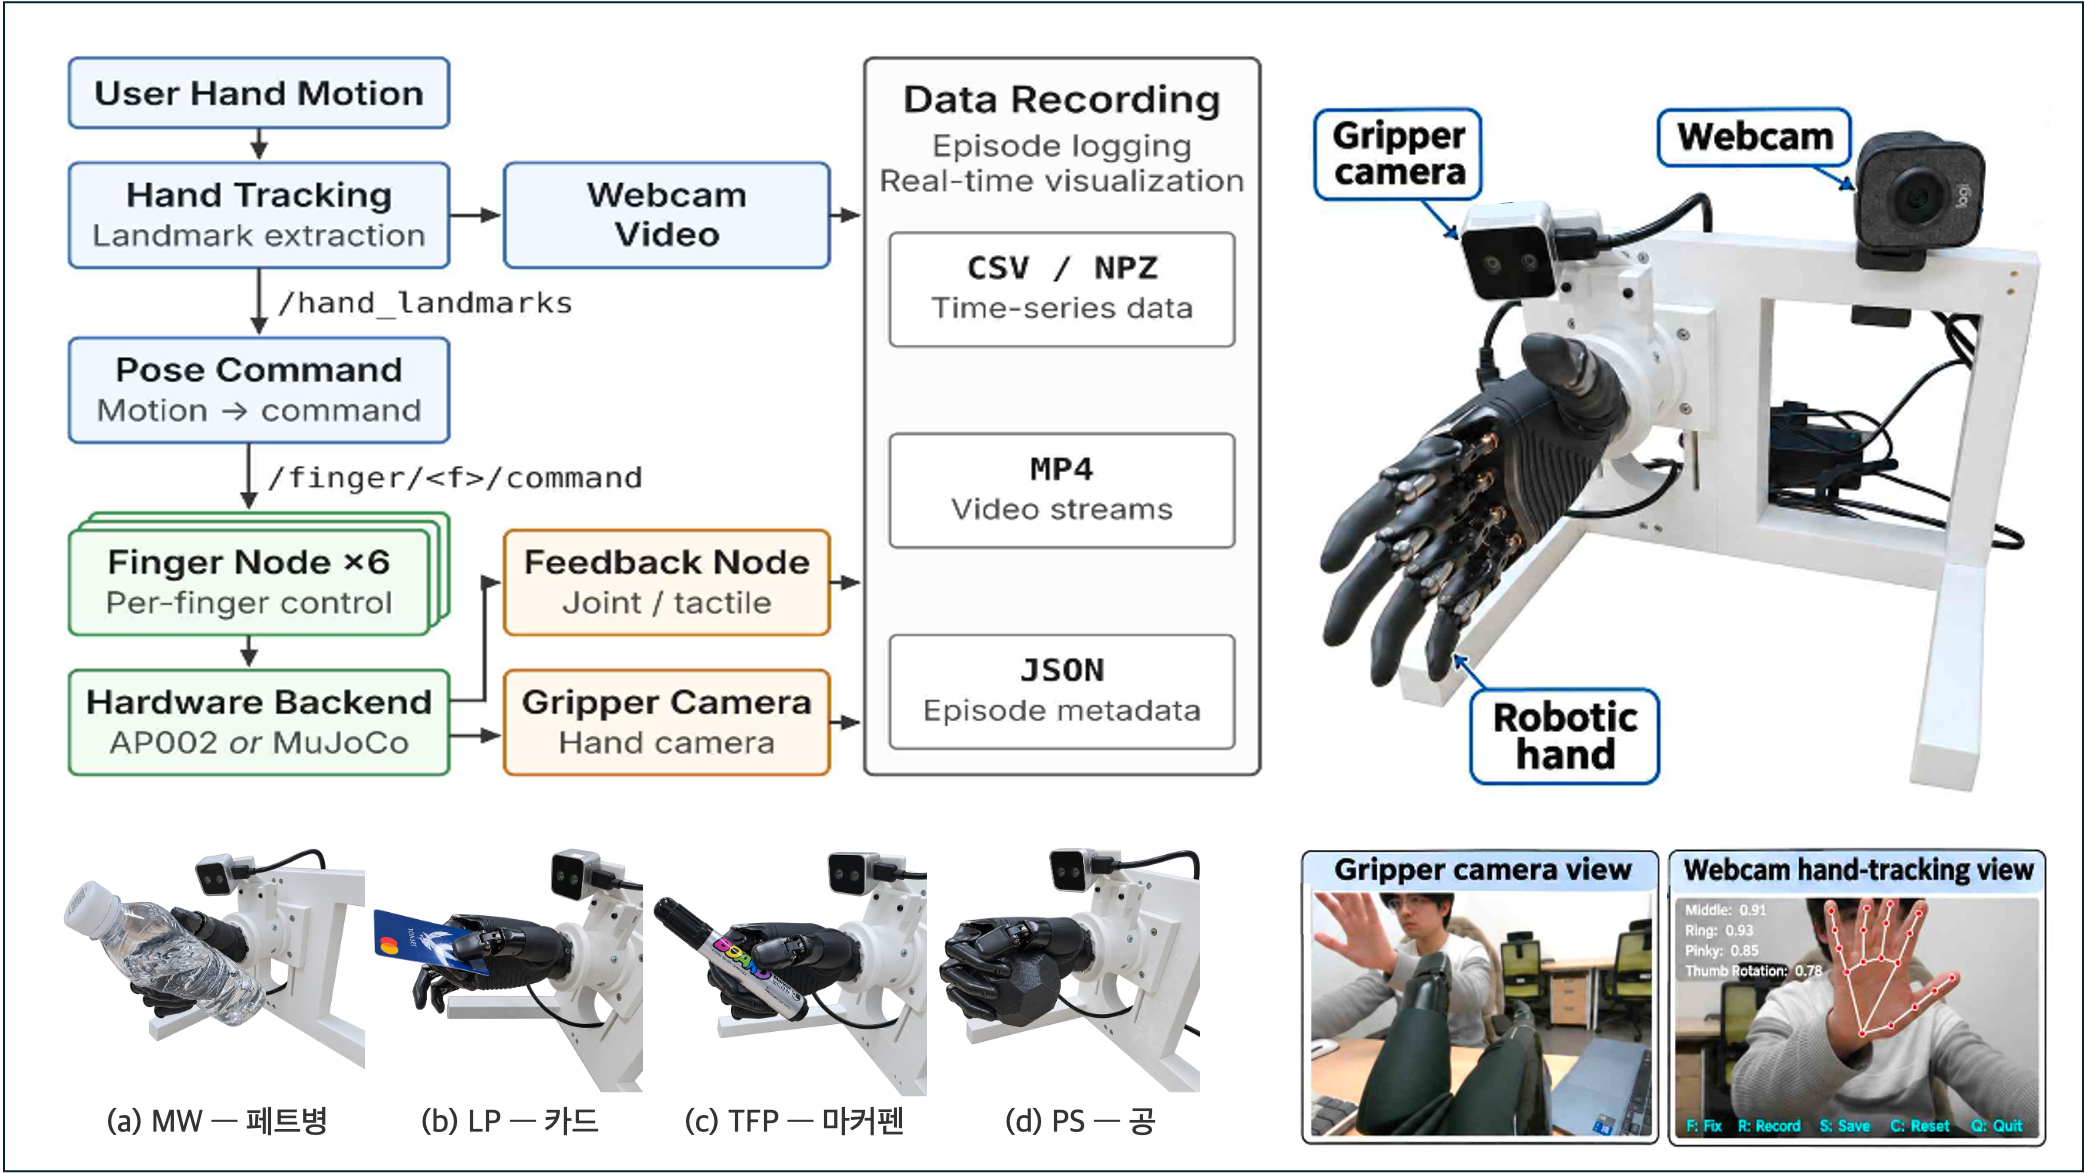 User Hand Motion
Hand Tracking
Landmark extraction
Webcam
Video
/hand_landmarks
Pose Command
Motion → command
/finger/<f>/command
Finger Node ×6
Per-finger control
Feedback Node
Joint / tactile
Hardware Backend
AP002 or MuJoCo
Gripper Camera
Hand camera
Data Recording
Episode logging
Real-time visualization
CSV / NPZ
Time-series data
MP4
Video streams
JSON
Episode metadata
Gripper
camera
Webcam
logi
Robotic
hand
BOARD
(a) MW — 페트병
(b) LP — 카드
(c) TFP — 마커펜
(d) PS — 공
Gripper camera view
Webcam hand-tracking view
Middle: 0.91
Ring: 0.93
Pinky: 0.85
Thumb Rotation: 0.78
F: Fix R: Record S: Save C: Reset Q: Quit